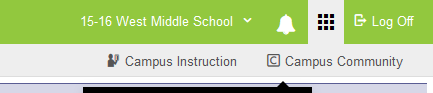 15-16 West Middle School Log Off
Campus Instruction C Campus Community